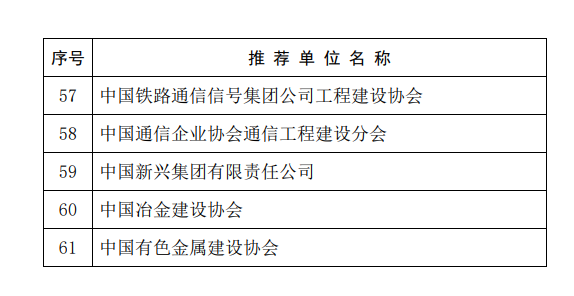 序号 推荐单位名称
57 中国铁路通信信号集团公司工程建设协会
58 中国通信企业协会通信工程建设分会
59 中国新兴集团有限责任公司
60 中国冶金建设协会
61 中国有色金属建设协会